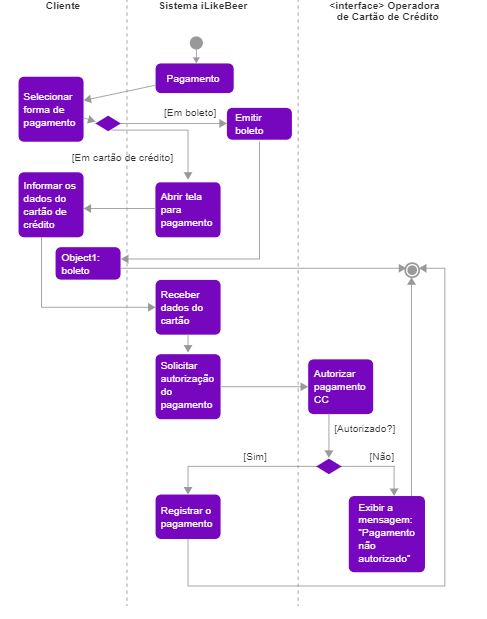 Cliente
Sistema iLikeBeer
<interface> Operadora
de Cartão de Crédito
Pagamento
Selecionar
forma de
pagamento
[Em boleto]
Emitir
boleto
[Em cartão de crédito]
Informar os
dados do
cartão de
crédito
Abrir tela
para
pagamento
Object1:
boleto
Receber
dados do
cartão
Solicitar
autorização
do
pagamento
Autorizar
pagamento
CC
[Autorizado?]
[Sim]
[Não]
Registrar o
pagamento
Exibir a
mensagem:
"Pagamento
não
autorizado"